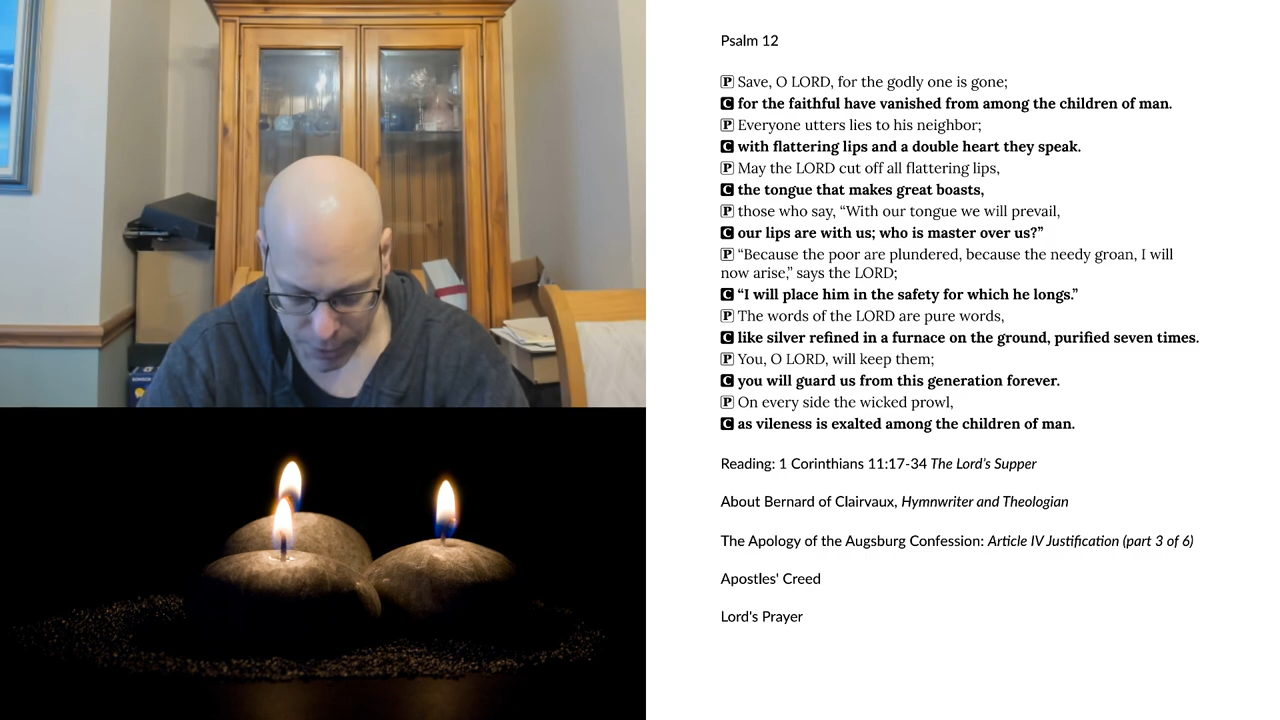 Psalm 12
P Save, O LORD, for the godly one is gone;
C for the faithful have vanished from among the children of man.
P Everyone utters lies to his neighbor;
C with flattering lips and a double heart they speak.
P May the LORD cut off all flattering lips,
C the tongue that makes great boasts,
P those who say, “With our tongue we will prevail,
C our lips are with us; who is master over us?”
P “Because the poor are plundered, because the needy groan, I will
now arise,” says the LORD;
C “I will place him in the safety for which he longs.”
P The words of the LORD are pure words,
C like silver refined in a furnace on the ground, purified seven times.
P You, O LORD, will keep them;
C you will guard us from this generation forever.
P On every side the wicked prowl,
C as vileness is exalted among the children of man.
Reading: 1 Corinthians 11:17-34 The Lord’s Supper
About Bernard of Clairvaux, Hymnwriter and Theologian
The Apology of the Augsburg Confession: Article IV Justification (part 3 of 6)
Apostles' Creed
Lord's Prayer